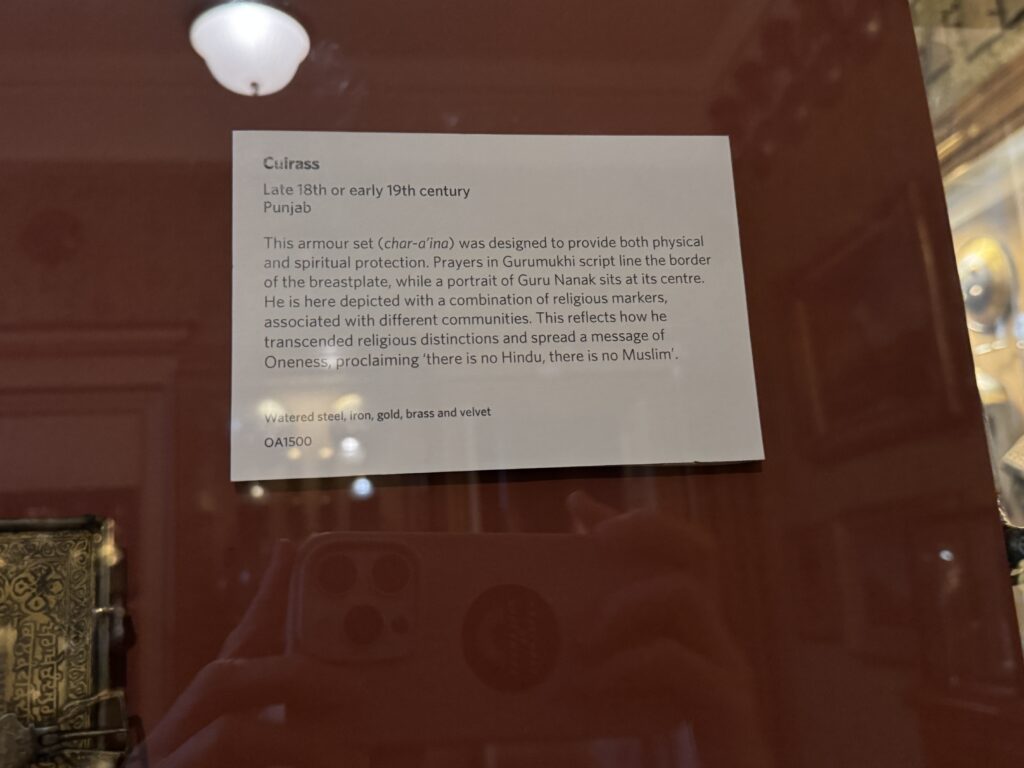 Cuirass
Late 18th or early 19th century
Punjab
This armour set (char-a'ina) was designed to provide both physical
and spiritual protection. Prayers in Gurumukhi script line the border
of the breastplate, while a portrait of Guru Nanak sits at its centre.
He is here depicted with a combination of religious markers,
associated with different communities. This reflects how he
transcended religious distinctions and spread a message of
Oneness, proclaiming 'there is no Hindu, there is no Muslim'.
Watered steel, iron, gold, brass and velvet
OA1500